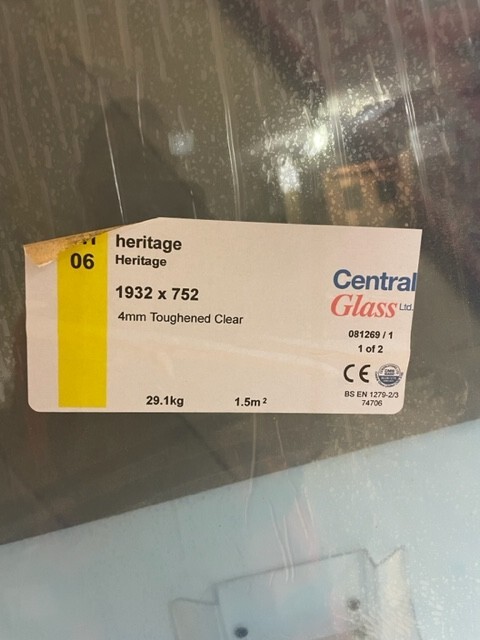 06
heritage
Heritage
1932 x 752
4mm Toughened Clear
Central
Glass Ltd.
081269 / 1
1 of 2
CE
BS EN 1279-2/3
74706
29.1kg
1.5m²